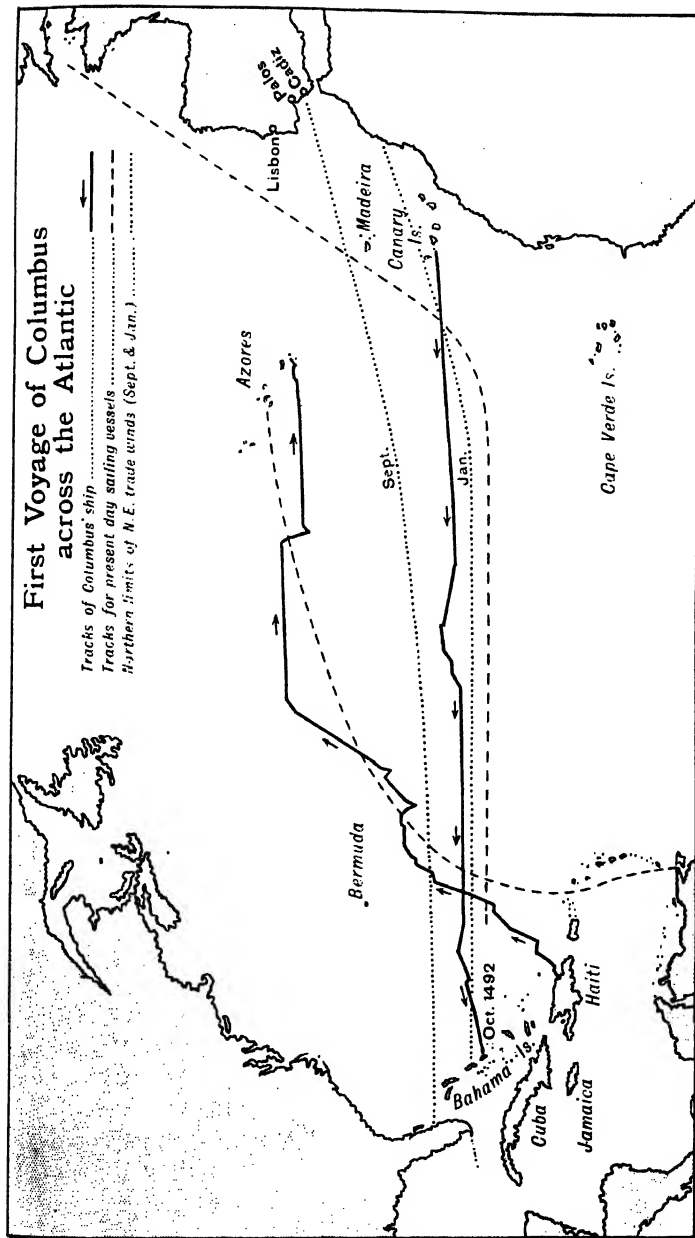 First Voyage of Columbus
across the Atlantic
Tracks of Columbus' ship
Tracks for present day sailing vessels
Northern limits of N.E. trade winds (Sept. & Jan.)
Lisbon
Palos
Cadiz
Madeira
Canary
Is.
Azores
Sept.
Jan.
Cape Verde Is.
Bermuda
Oct. 1492
Bahama Is.
Cuba
Haiti
Jamaica